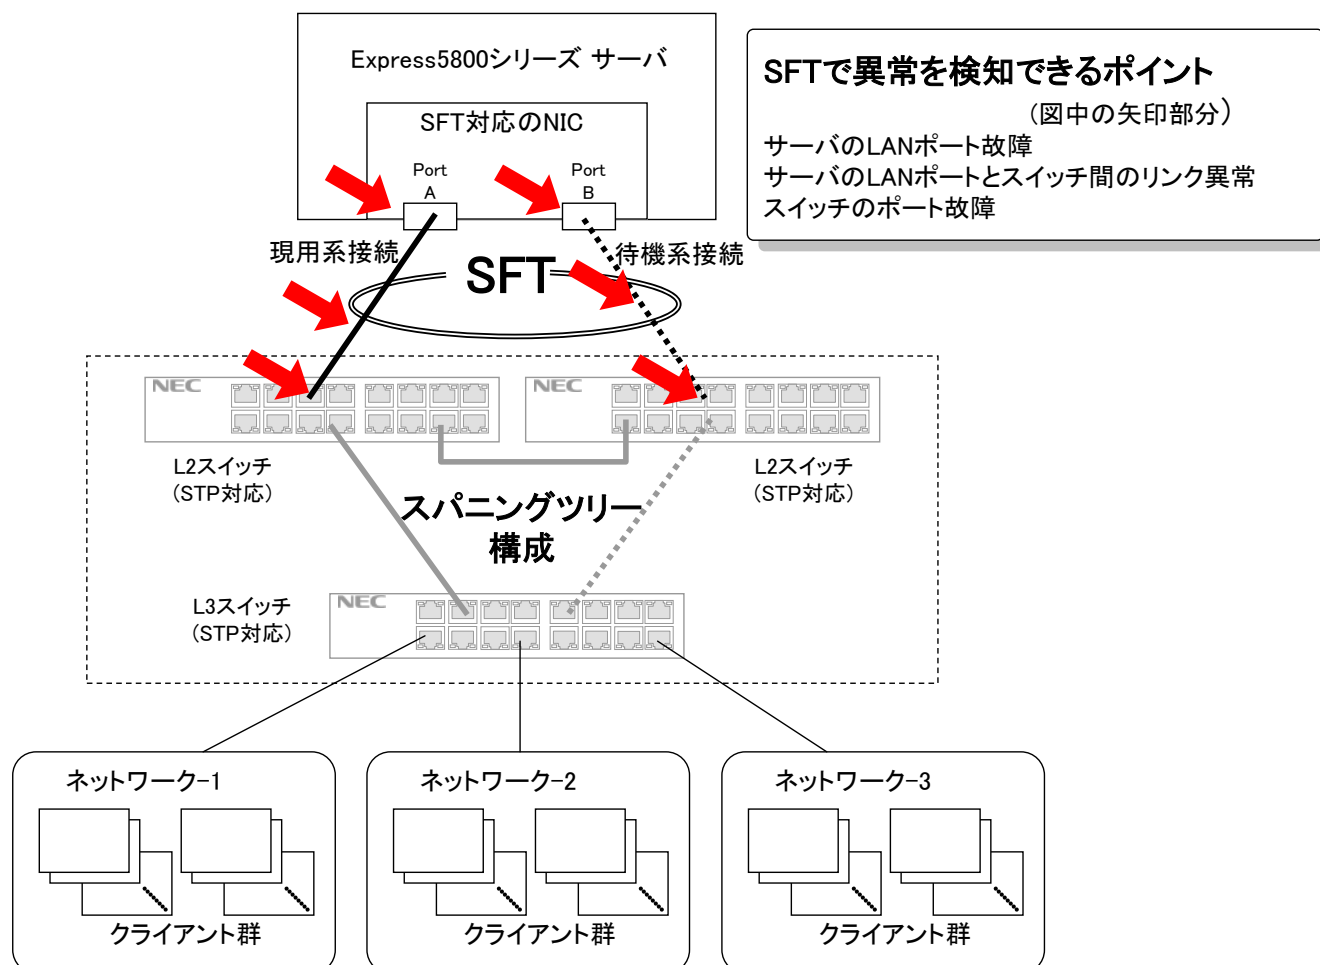 Express5800シリーズ サーバ
SFT対応のNIC
Port
A
Port
B
SFTで異常を検知できるポイント
(図中の矢印部分)
サーバのLANポート故障
サーバのLANポートとスイッチ間のリンク異常
スイッチのポート故障
現用系接続
SFT
待機系接続
NEC
NEC
L2スイッチ
(STP対応)
L2スイッチ
(STP対応)
スパニングツリー
構成
L3スイッチ
(STP対応)
NEC
ネットワーク-1
クライアント群
ネットワーク-2
クライアント群
ネットワーク-3
クライアント群